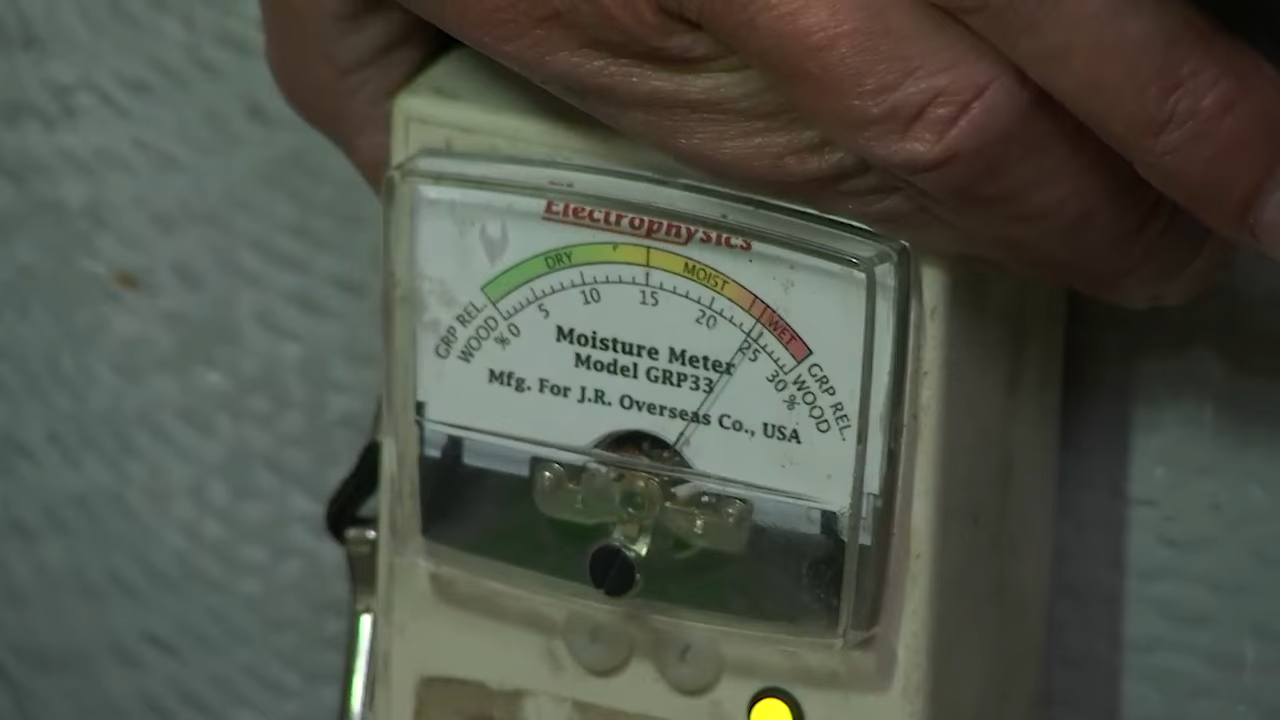 Electrophysics
DRY MOIST WET
GRP REL. GRP REL.
WOOD WOOD
% 0 5 10 15 20 25 30 %
Moisture Meter
Model GRP33
Mfg. For J.R. Overseas Co., USA